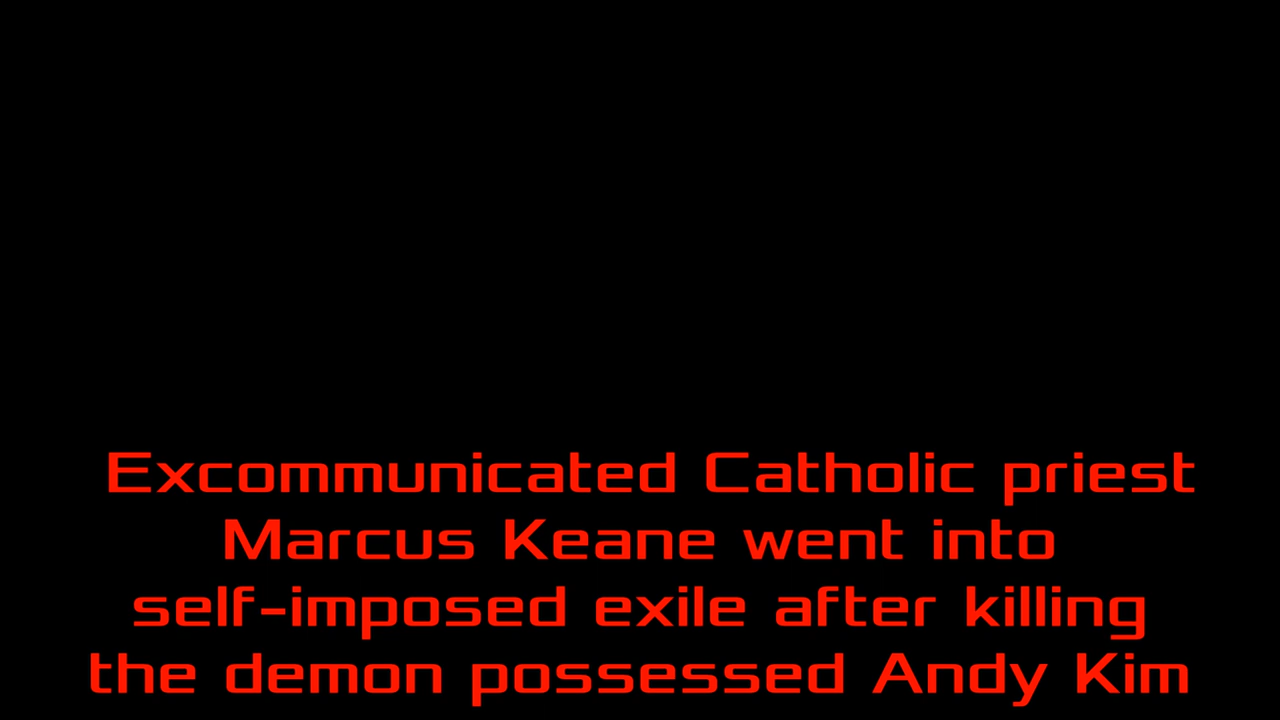 Excommunicated Catholic priest
Marcus Keane went into
self-imposed exile after killing
the demon possessed Andy Kim